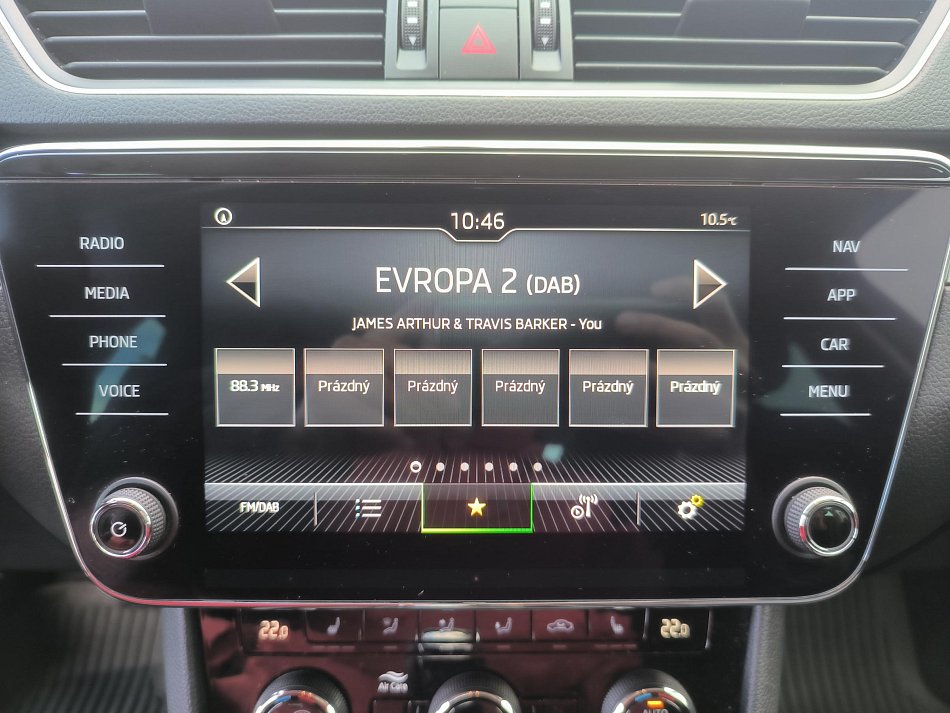 RADIO
MEDIA
PHONE
VOICE
10:46
10.5°C
EVROPA 2 (DAB)
JAMES ARTHUR & TRAVIS BARKER - You
88.3 MHz
Prázdný
Prázdný
Prázdný
Prázdný
Prázdný
FM/DAB
NAV
APP
CAR
MENU
22.0
22.0
Air Care
AUTO